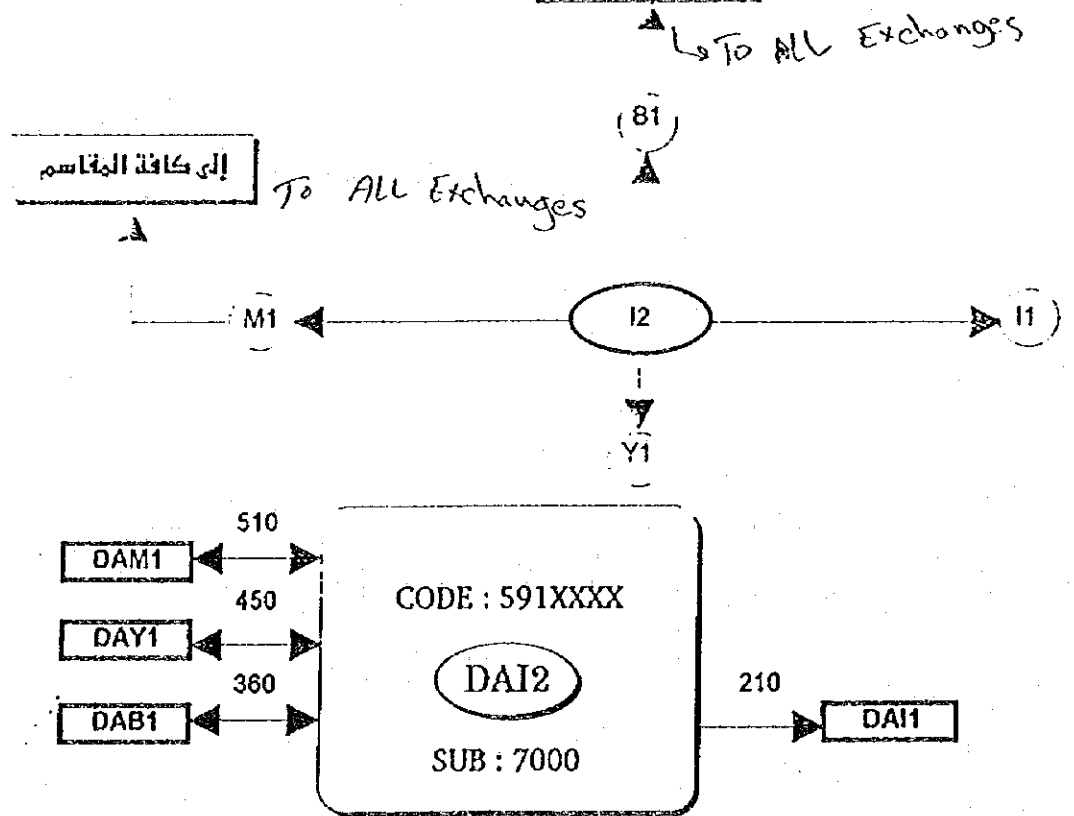 To ALL Exchanges
B1
إلى كافة المقاسم
To ALL Exchanges
M1
I2
I1
Y1
510
DAM1
450
DAY1
360
DAB1
CODE : 591XXXX
DAI2
SUB : 7000
210
DAI1